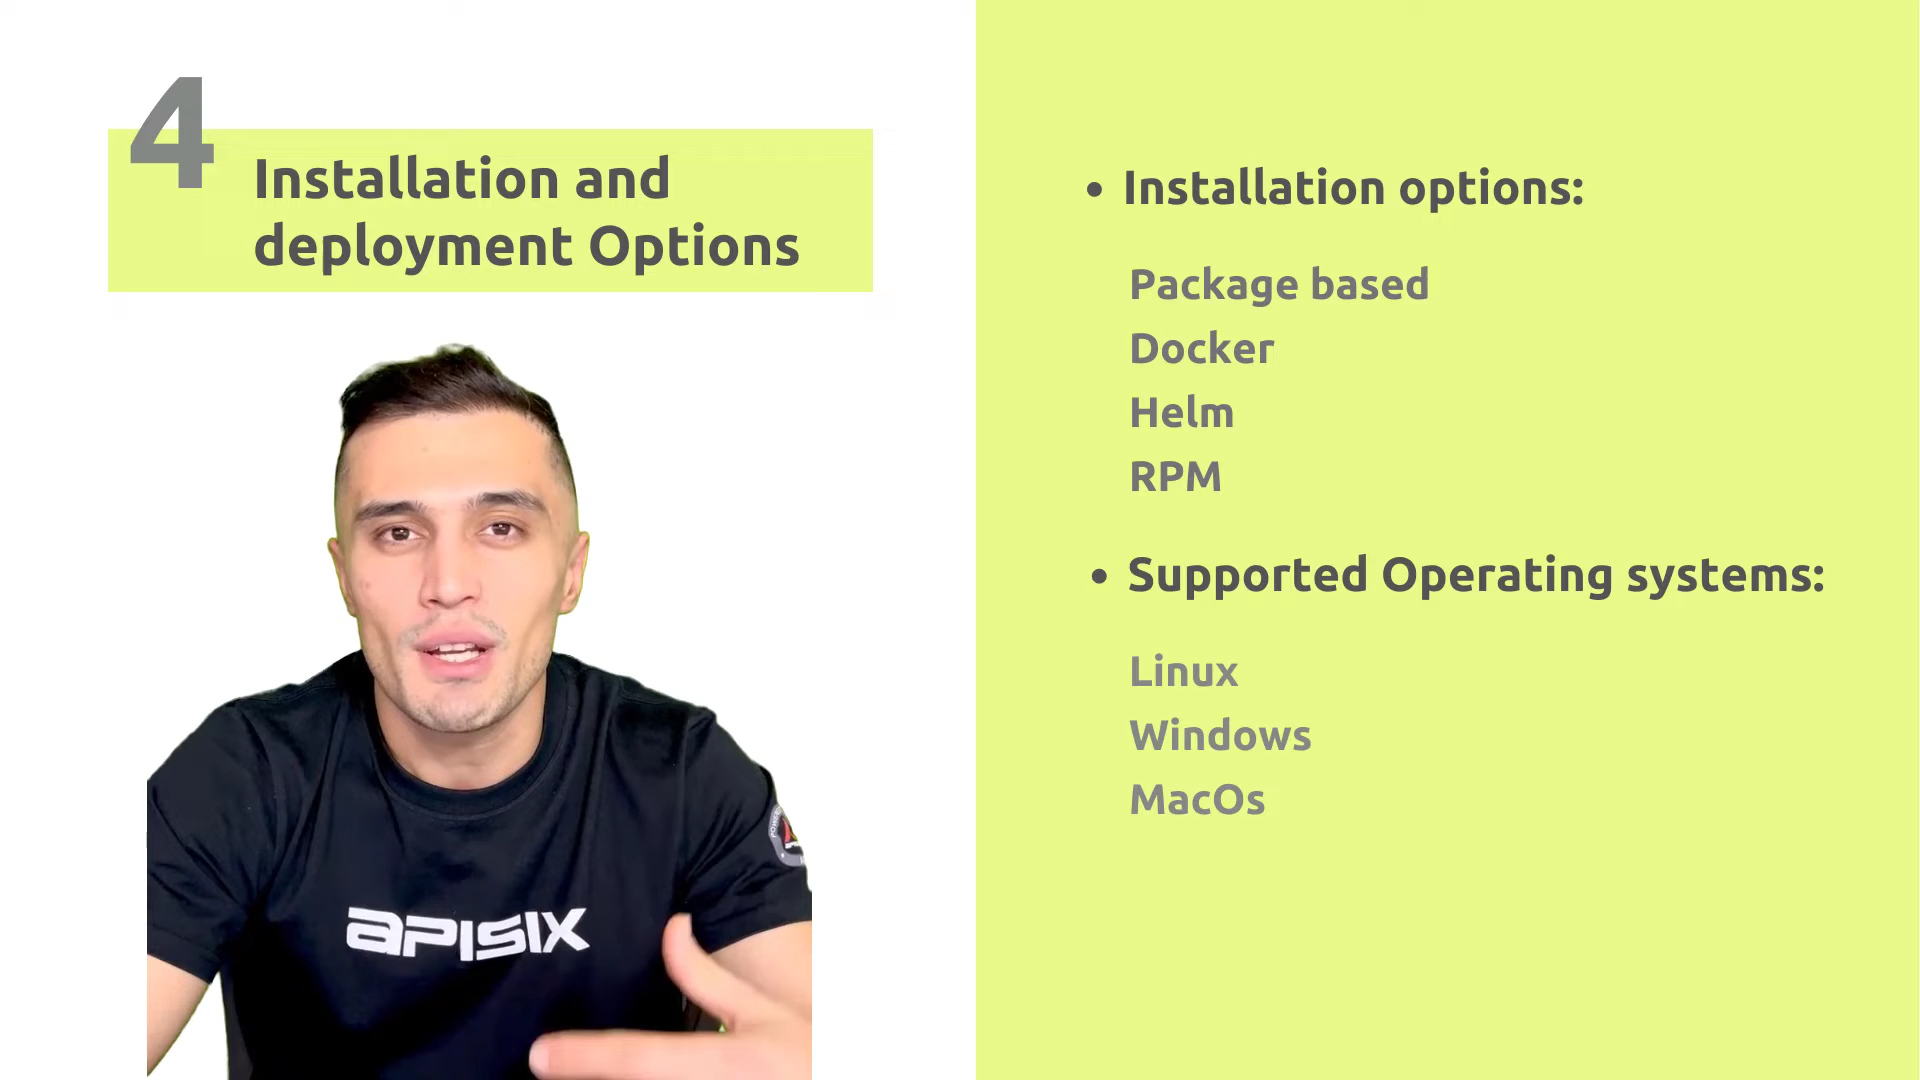 4
Installation and
deployment Options
• Installation options:
Package based
Docker
Helm
RPM
• Supported Operating systems:
Linux
Windows
MacOs
APISIX